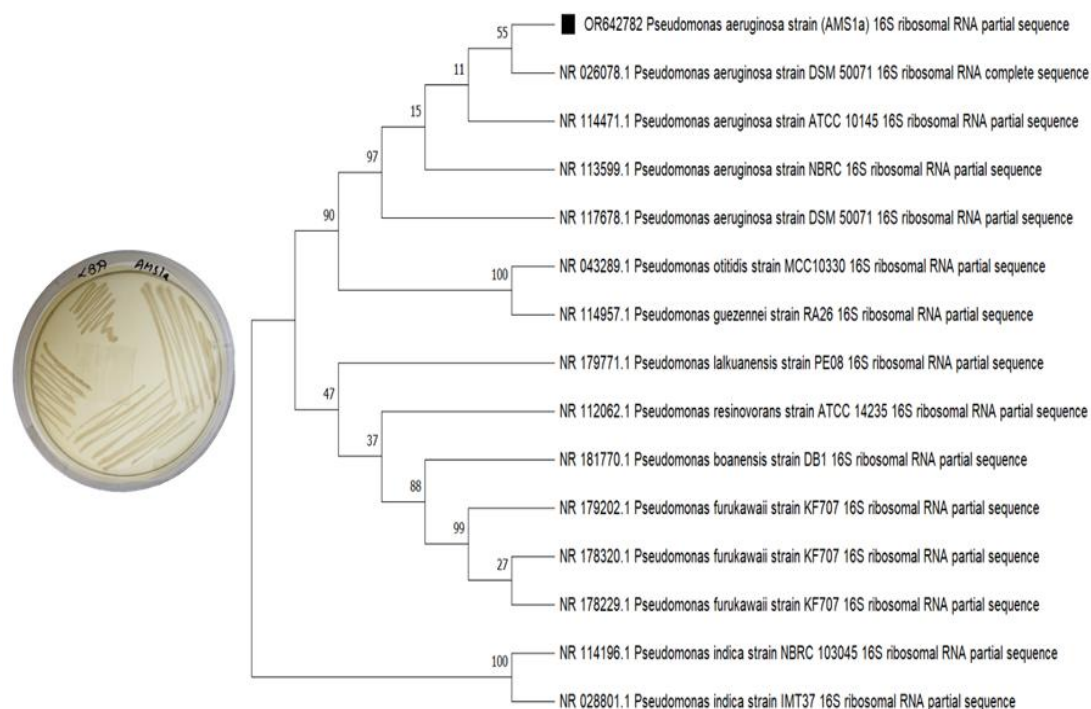 55
OR642782 Pseudomonas aeruginosa strain (AMS1a) 16S ribosomal RNA partial sequence
11
NR 026078.1 Pseudomonas aeruginosa strain DSM 50071 16S ribosomal RNA complete sequence
15
NR 114471.1 Pseudomonas aeruginosa strain ATCC 10145 16S ribosomal RNA partial sequence
97
NR 113599.1 Pseudomonas aeruginosa strain NBRC 16S ribosomal RNA partial sequence
90
NR 117678.1 Pseudomonas aeruginosa strain DSM 50071 16S ribosomal RNA partial sequence
AMS1a
100
NR 043289.1 Pseudomonas otitidis strain MCC10330 16S ribosomal RNA partial sequence
NR 114957.1 Pseudomonas guezennei strain RA26 16S ribosomal RNA partial sequence
47
NR 179771.1 Pseudomonas lalkuanensis strain PE08 16S ribosomal RNA partial sequence
37
NR 112062.1 Pseudomonas resinovorans strain ATCC 14235 16S ribosomal RNA partial sequence
88
NR 181770.1 Pseudomonas boanensis strain DB1 16S ribosomal RNA partial sequence
99
NR 179202.1 Pseudomonas furukawaii strain KF707 16S ribosomal RNA partial sequence
27
NR 178320.1 Pseudomonas furukawaii strain KF707 16S ribosomal RNA partial sequence
NR 178229.1 Pseudomonas furukawaii strain KF707 16S ribosomal RNA partial sequence
100
NR 114196.1 Pseudomonas indica strain NBRC 103045 16S ribosomal RNA partial sequence
NR 028801.1 Pseudomonas indica strain IMT37 16S ribosomal RNA partial sequence